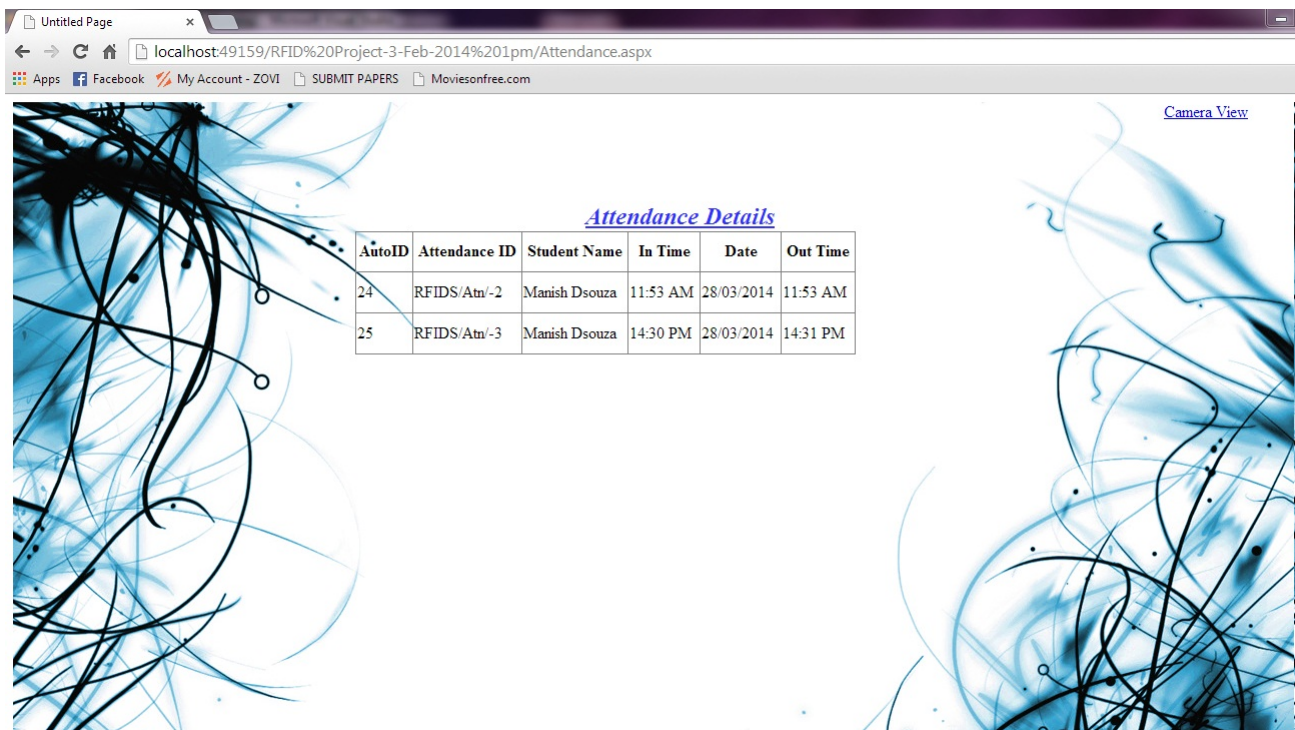 Untitled Page
localhost:49159/RFID%20Project-3-Feb-2014%201pm/Attendance.aspx
Apps Facebook My Account - ZOVI SUBMIT PAPERS Moviesonfree.com
Camera View
Attendance Details
AutoID Attendance ID Student Name In Time Date Out Time
24 RFIDS/Atn/-2 Manish Dsouza 11:53 AM 28/03/2014 11:53 AM
25 RFIDS/Atn/-3 Manish Dsouza 14:30 PM 28/03/2014 14:31 PM